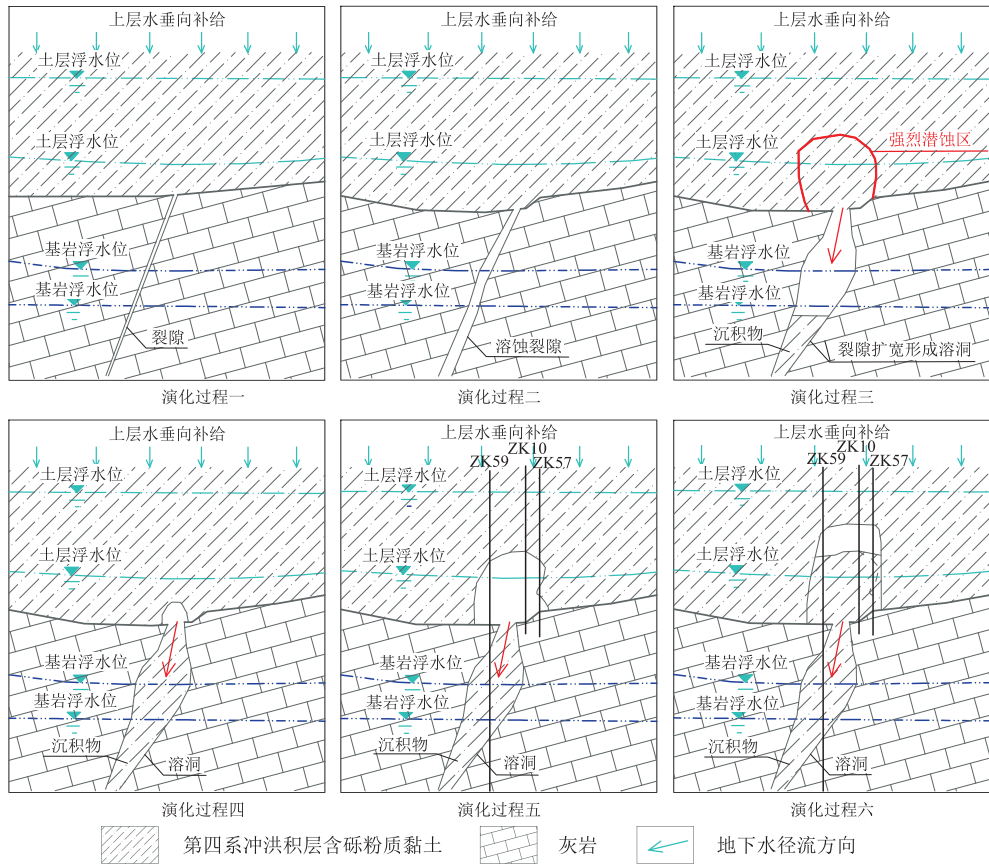 上层水垂向补给
土层浮水位
土层浮水位
基岩浮水位
基岩浮水位
裂隙
演化过程一
上层水垂向补给
土层浮水位
土层浮水位
基岩浮水位
基岩浮水位
溶蚀裂隙
演化过程二
上层水垂向补给
土层浮水位
土层浮水位
强烈潜蚀区
基岩浮水位
基岩浮水位
沉积物
裂隙扩宽形成溶洞
演化过程三
上层水垂向补给
土层浮水位
土层浮水位
基岩浮水位
基岩浮水位
沉积物
溶洞
演化过程四
上层水垂向补给
ZK10
ZK59
ZK57
土层浮水位
土层浮水位
基岩浮水位
基岩浮水位
沉积物
溶洞
演化过程五
上层水垂向补给
ZK10
ZK59
ZK57
土层浮水位
土层浮水位
基岩浮水位
基岩浮水位
沉积物
溶洞
演化过程六
第四系冲洪积层含砾粉质黏土
灰岩
地下水径流方向